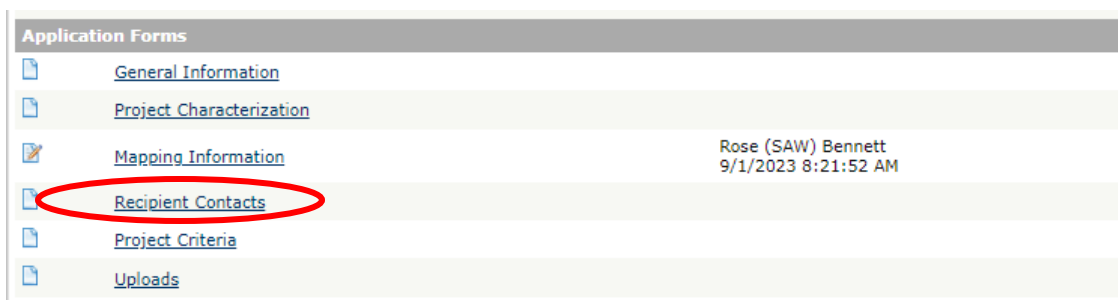 Application Forms
General Information
Project Characterization
Mapping Information
Rose (SAW) Bennett
9/1/2023 8:21:52 AM
Recipient Contacts
Project Criteria
Uploads